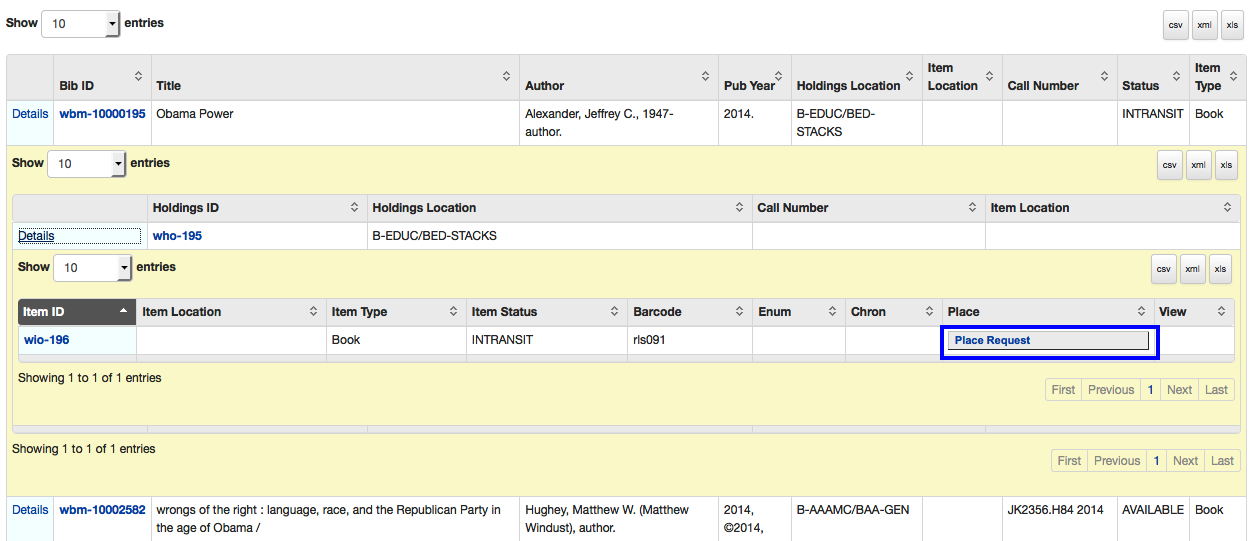 Show 10 entries csv xml xls
Bib ID Title Author Pub Year Holdings Location Item Location Call Number Status Item Type
Details wbm-10000195 Obama Power Alexander, Jeffrey C., 1947- 2014. B-EDUC/BED- INTRANSIT Book
author. STACKS
Show 10 entries csv xml xls
Holdings ID Holdings Location Call Number Item Location
Details who-195 B-EDUC/BED-STACKS
Show 10 entries csv xml xls
Item ID Item Location Item Type Item Status Barcode Enum Chron Place View
wio-196 Book INTRANSIT rls091 Place Request
Showing 1 to 1 of 1 entries
First Previous 1 Next Last
Showing 1 to 1 of 1 entries
First Previous 1 Next Last
Details wbm-10002582 wrongs of the right : language, race, and the Republican Party in Hughey, Matthew W. (Matthew 2014, B-AAAMC/BAA-GEN JK2356.H84 2014 AVAILABLE Book
the age of Obama / Windust), author. ©2014,